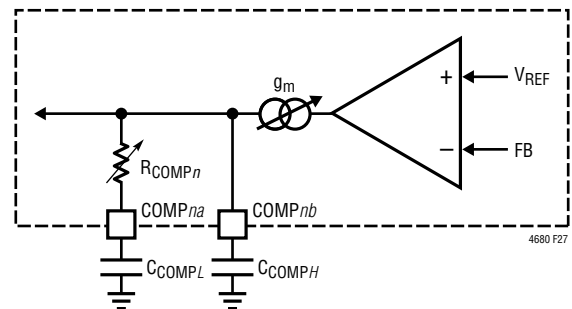 gm
+
VREF
−
FB
RCOMPn
COMPna
COMPnb
4680 F27
CCOMPL
CCOMPH